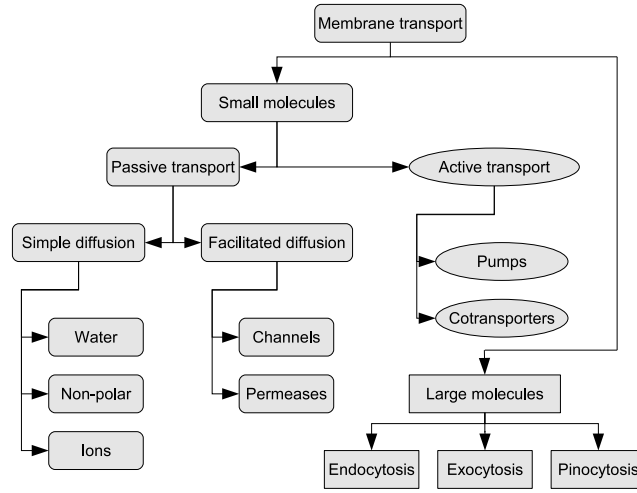 Membrane transport
Small molecules
Passive transport
Active transport
Simple diffusion
Facilitated diffusion
Pumps
Cotransporters
Water
Channels
Non-polar
Permeases
Large molecules
Ions
Endocytosis
Exocytosis
Pinocytosis